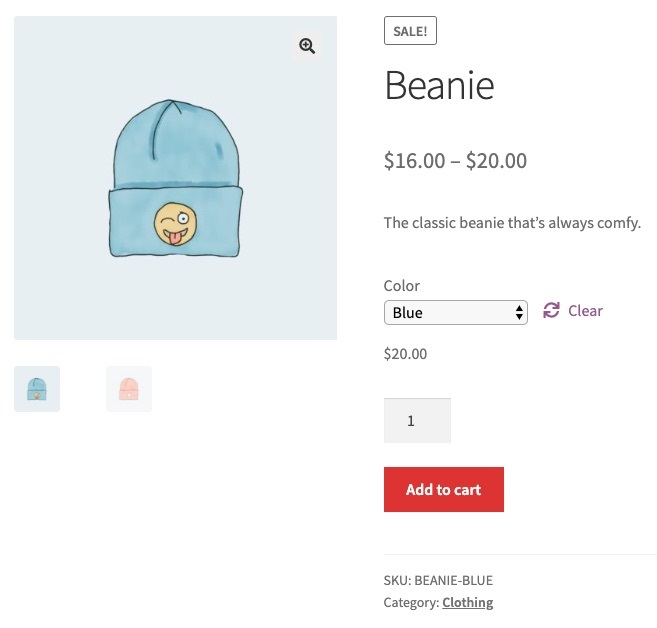 SALE!
Beanie
$16.00 – $20.00
The classic beanie that’s always comfy.
Color
Blue
Clear
$20.00
1
Add to cart
SKU: BEANIE-BLUE
Category: Clothing